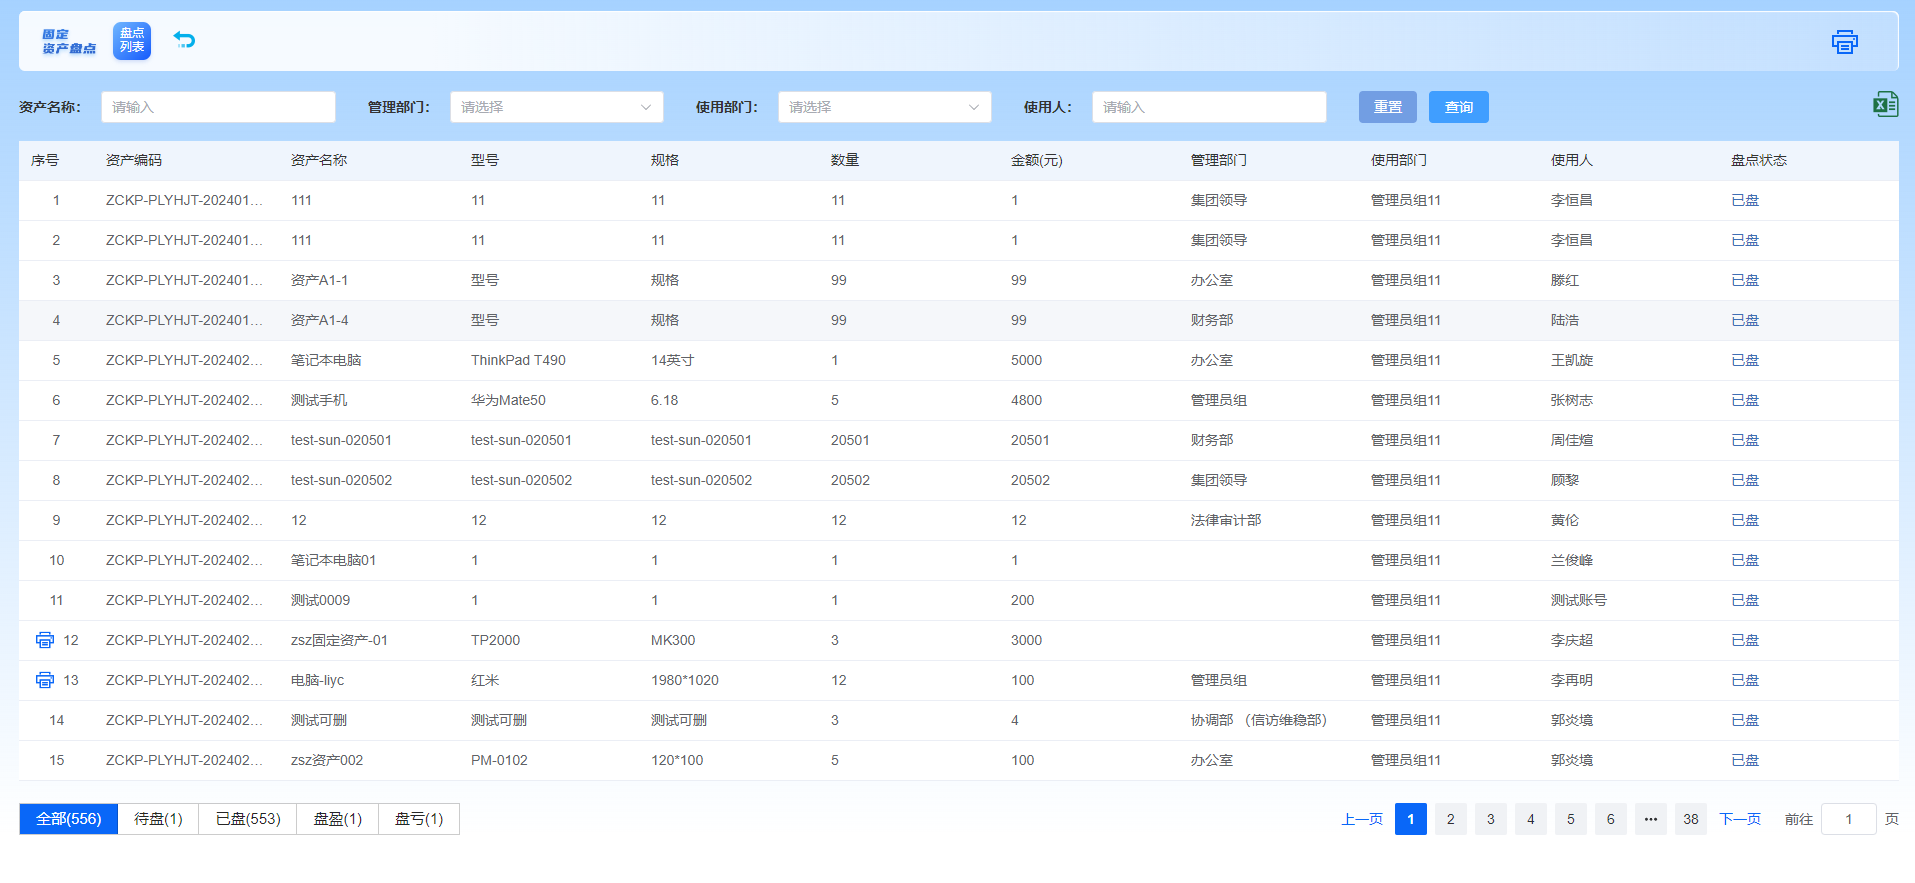 固定
资产盘点
盘点
列表
资产名称： 请输入 管理部门： 请选择 使用部门： 请选择 使用人： 请输入 重置 查询
序号 资产编码 资产名称 型号 规格 数量 金额(元) 管理部门 使用部门 使用人 盘点状态
1 ZCKP-PLYHJT-202401... 111 11 11 11 1 集团领导 管理员组11 李恒昌 已盘
2 ZCKP-PLYHJT-202401... 111 11 11 11 1 集团领导 管理员组11 李恒昌 已盘
3 ZCKP-PLYHJT-202401... 资产A1-1 型号 规格 99 99 办公室 管理员组11 滕红 已盘
4 ZCKP-PLYHJT-202401... 资产A1-4 型号 规格 99 99 财务部 管理员组11 陆浩 已盘
5 ZCKP-PLYHJT-202402... 笔记本电脑 ThinkPad T490 14英寸 1 5000 办公室 管理员组11 王凯旋 已盘
6 ZCKP-PLYHJT-202402... 测试手机 华为Mate50 6.18 5 4800 管理员组 管理员组11 张树志 已盘
7 ZCKP-PLYHJT-202402... test-sun-020501 test-sun-020501 test-sun-020501 20501 20501 财务部 管理员组11 周佳煊 已盘
8 ZCKP-PLYHJT-202402... test-sun-020502 test-sun-020502 test-sun-020502 20502 20502 集团领导 管理员组11 顾黎 已盘
9 ZCKP-PLYHJT-202402... 12 12 12 12 12 法律审计部 管理员组11 黄伦 已盘
10 ZCKP-PLYHJT-202402... 笔记本电脑01 1 1 1 1 管理员组11 兰俊峰 已盘
11 ZCKP-PLYHJT-202402... 测试0009 1 1 1 200 管理员组11 测试账号 已盘
12 ZCKP-PLYHJT-202402... zsz固定资产-01 TP2000 MK300 3 3000 管理员组11 李庆超 已盘
13 ZCKP-PLYHJT-202402... 电脑-liyc 红米 1980*1020 12 100 管理员组 管理员组11 李再明 已盘
14 ZCKP-PLYHJT-202402... 测试可删 测试可删 测试可删 3 4 协调部 （信访维稳部） 管理员组11 郭炎境 已盘
15 ZCKP-PLYHJT-202402... zsz资产002 PM-0102 120*100 5 100 办公室 管理员组11 郭炎境 已盘
全部(556) 待盘(1) 已盘(553) 盘盈(1) 盘亏(1) 上一页 1 2 3 4 5 6 ••• 38 下一页 前往 1 页